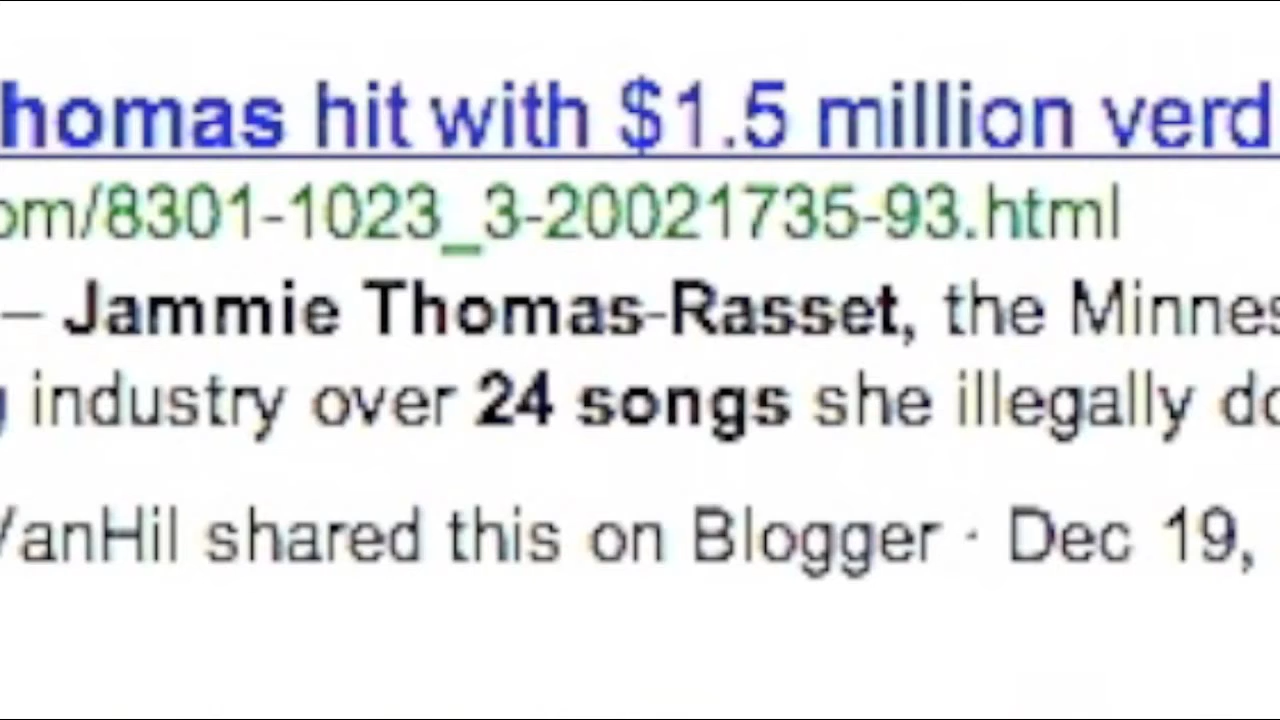 homas hit with $1.5 million verd
om/8301-1023_3-20021735-93.html
– Jammie Thomas-Rasset, the Minnes
industry over 24 songs she illegally do
VanHil shared this on Blogger · Dec 19,